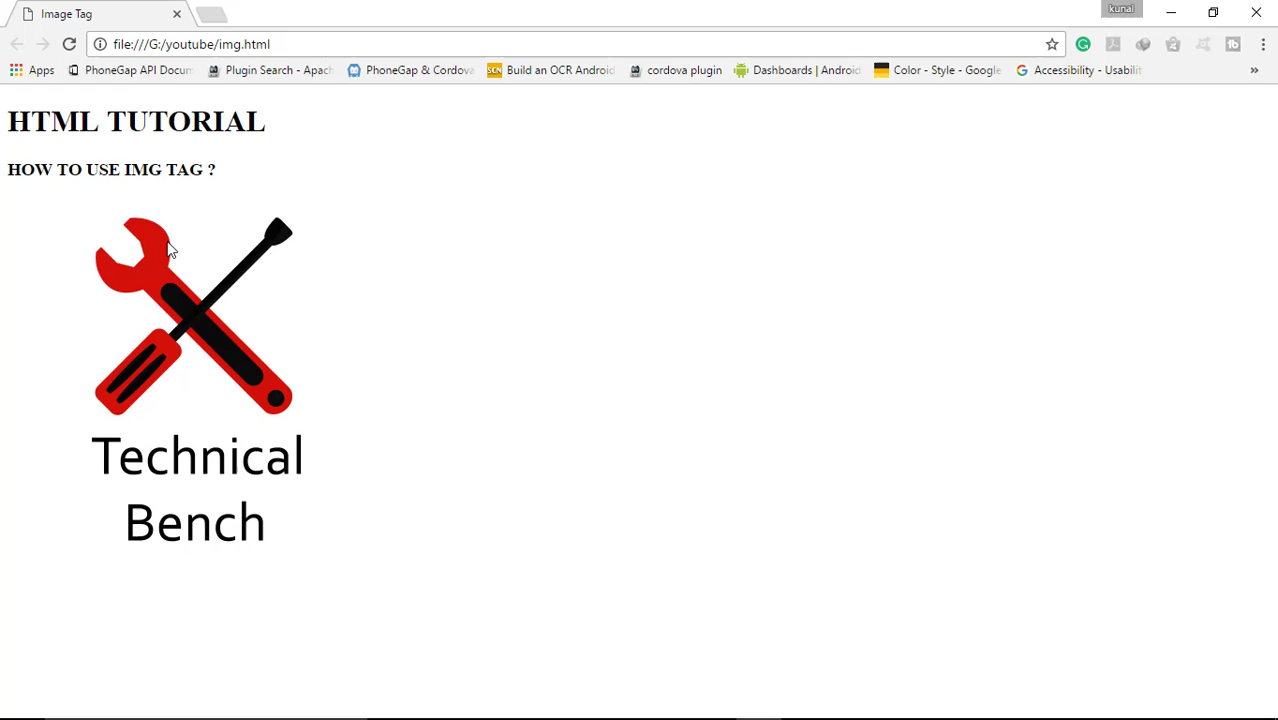 Image Tag
kunal
file:///G:/youtube/img.html
Apps PhoneGap API Docum Plugin Search - Apach PhoneGap & Cordova SCN Build an OCR Android cordova plugin Dashboards | Android Color - Style - Google Accessibility - Usabilit »
HTML TUTORIAL
HOW TO USE IMG TAG ?
Technical
Bench